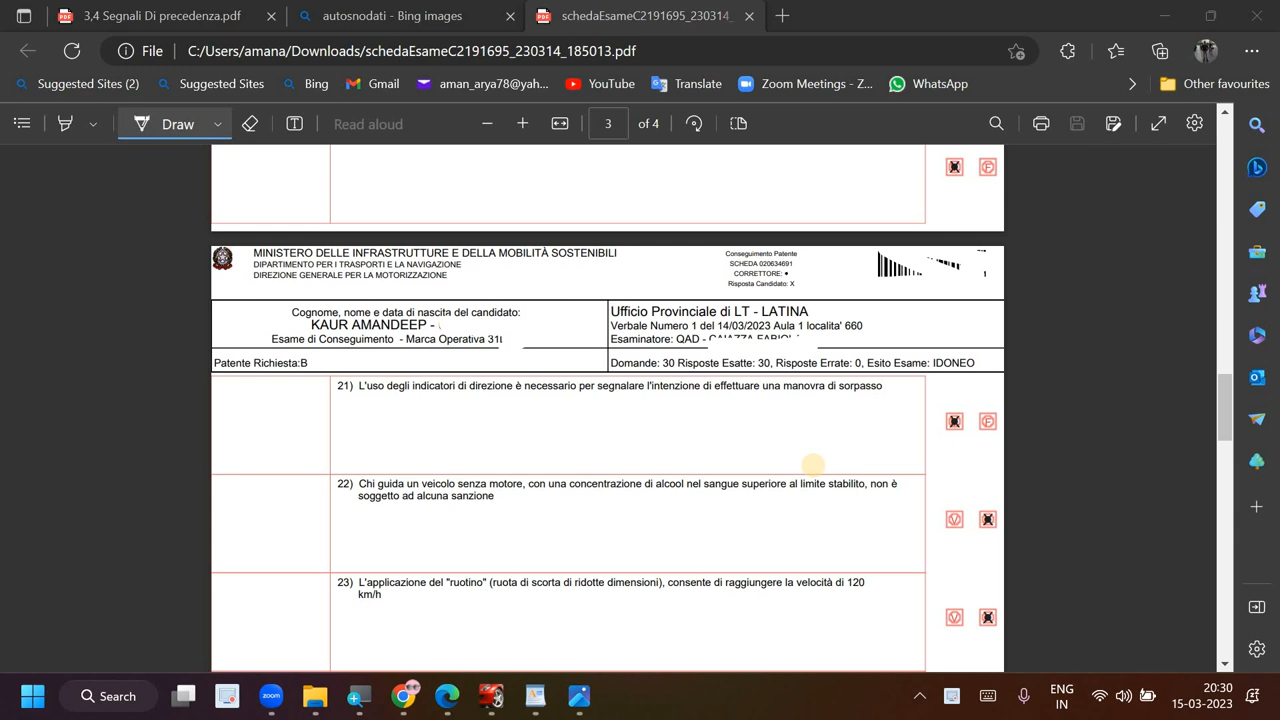 3,4 Segnali Di precedenza.pdf
autosnodati - Bing images
schedaEsameC2191695_230314_
File
C:/Users/amana/Downloads/schedaEsameC2191695_230314_185013.pdf
Suggested Sites (2)
Suggested Sites
Bing
Gmail
aman_arya78@yah...
YouTube
Translate
Zoom Meetings - Z...
WhatsApp
Other favourites
Draw
Read aloud
3
of 4
F
MINISTERO DELLE INFRASTRUTTURE E DELLA MOBILITÀ SOSTENIBILI
DIPARTIMENTO PER I TRASPORTI E LA NAVIGAZIONE
DIREZIONE GENERALE PER LA MOTORIZZAZIONE
Conseguimento Patente
SCHEDA 020634691
CORRETTORE: •
Risposta Candidato: X
Cognome, nome e data di nascita del candidato:
KAUR AMANDEEP -
Esame di Conseguimento - Marca Operativa
Ufficio Provinciale di LT - LATINA
Verbale Numero 1 del 14/03/2023 Aula 1 localita' 660
Esaminatore: QAD -
Patente Richiesta:B
Domande: 30 Risposte Esatte: 30, Risposte Errate: 0, Esito Esame: IDONEO
21) L'uso degli indicatori di direzione è necessario per segnalare l'intenzione di effettuare una manovra di sorpasso
F
22) Chi guida un veicolo senza motore, con una concentrazione di alcool nel sangue superiore al limite stabilito, non è
soggetto ad alcuna sanzione
V
23) L'applicazione del "ruotino" (ruota di scorta di ridotte dimensioni), consente di raggiungere la velocità di 120
km/h
V
Search
zoom
ENG
IN
20:30
15-03-2023